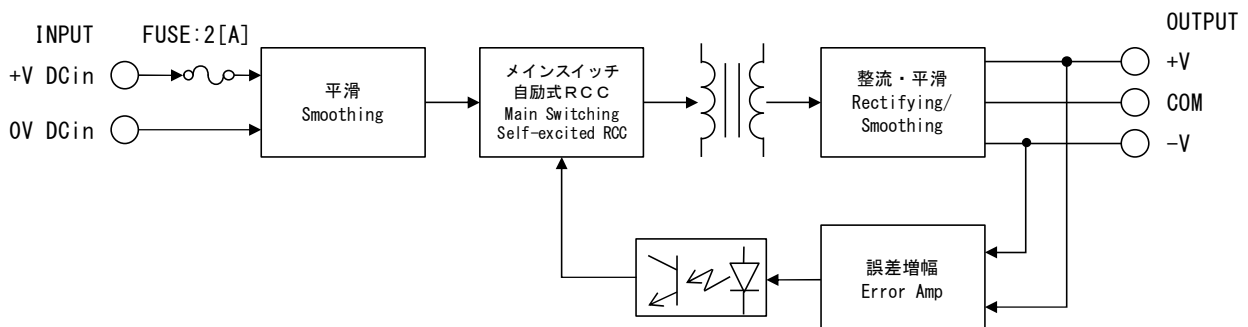 INPUT
FUSE:2[A]
OUTPUT
+V DCin
0V DCin
平滑
Smoothing
メインスイッチ
自励式RCC
Main Switching
Self-excited RCC
整流・平滑
Rectifying/
Smoothing
+V
COM
-V
誤差増幅
Error Amp